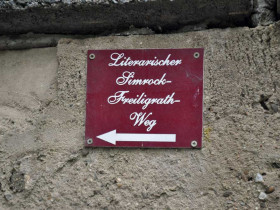 Literarischer
Simrock-
Freiligrath-
Weg